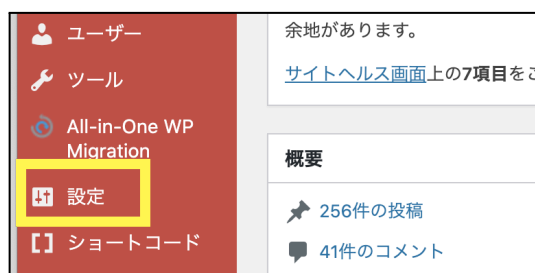 ユーザー
ツール
All-in-One WP
Migration
設定
ショートコード
余地があります。
サイトヘルス画面上の7項目をご
概要
256件の投稿
41件のコメント